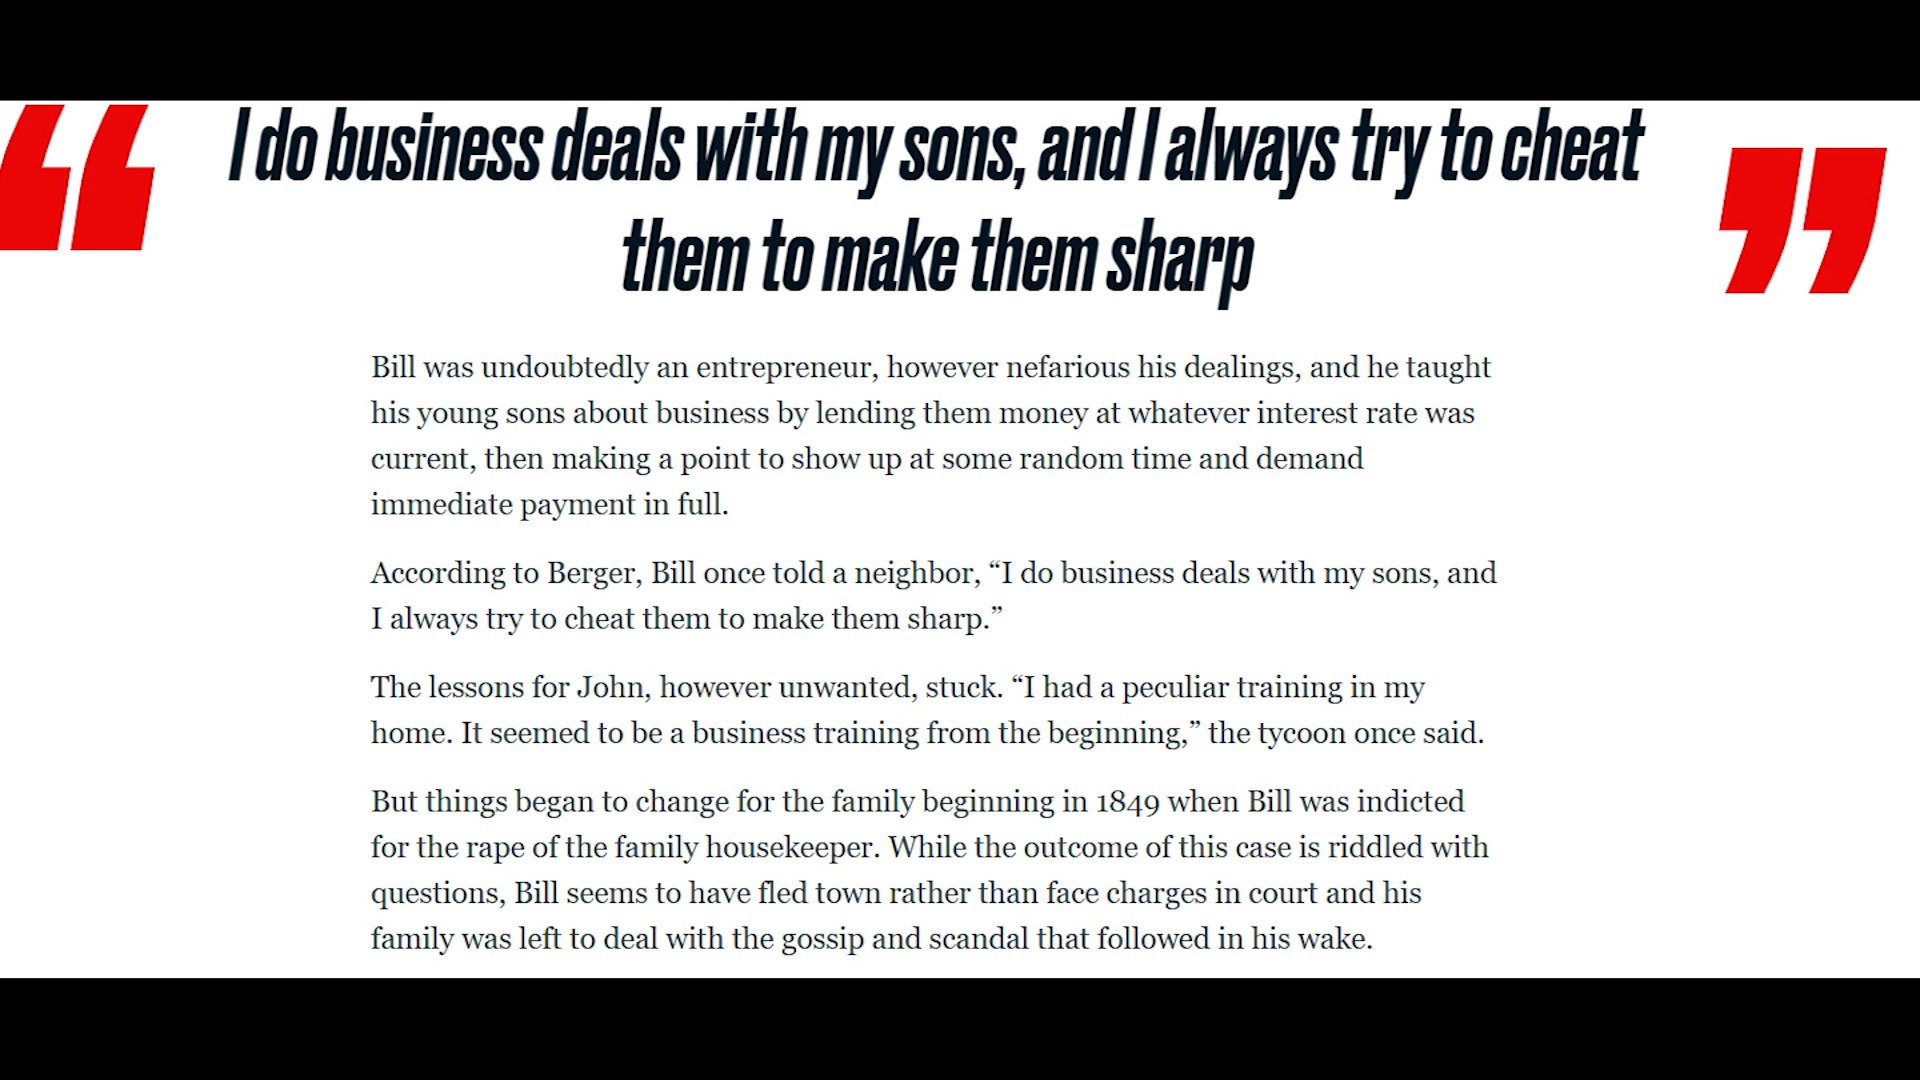 “I do business deals with my sons, and I always try to cheat
them to make them sharp”
Bill was undoubtedly an entrepreneur, however nefarious his dealings, and he taught
his young sons about business by lending them money at whatever interest rate was
current, then making a point to show up at some random time and demand
immediate payment in full.
According to Berger, Bill once told a neighbor, “I do business deals with my sons, and
I always try to cheat them to make them sharp.”
The lessons for John, however unwanted, stuck. “I had a peculiar training in my
home. It seemed to be a business training from the beginning,” the tycoon once said.
But things began to change for the family beginning in 1849 when Bill was indicted
for the rape of the family housekeeper. While the outcome of this case is riddled with
questions, Bill seems to have fled town rather than face charges in court and his
family was left to deal with the gossip and scandal that followed in his wake.